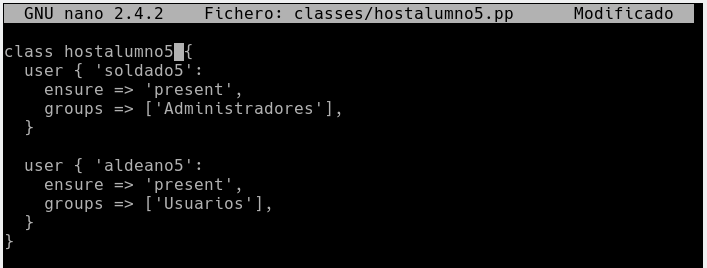 GNU nano 2.4.2    Fichero: classes/hostalumno5.pp    Modificado
class hostalumno5 {
  user { 'soldado5':
    ensure => 'present',
    groups => ['Administradores'],
  }
  user { 'aldeano5':
    ensure => 'present',
    groups => ['Usuarios'],
  }
}